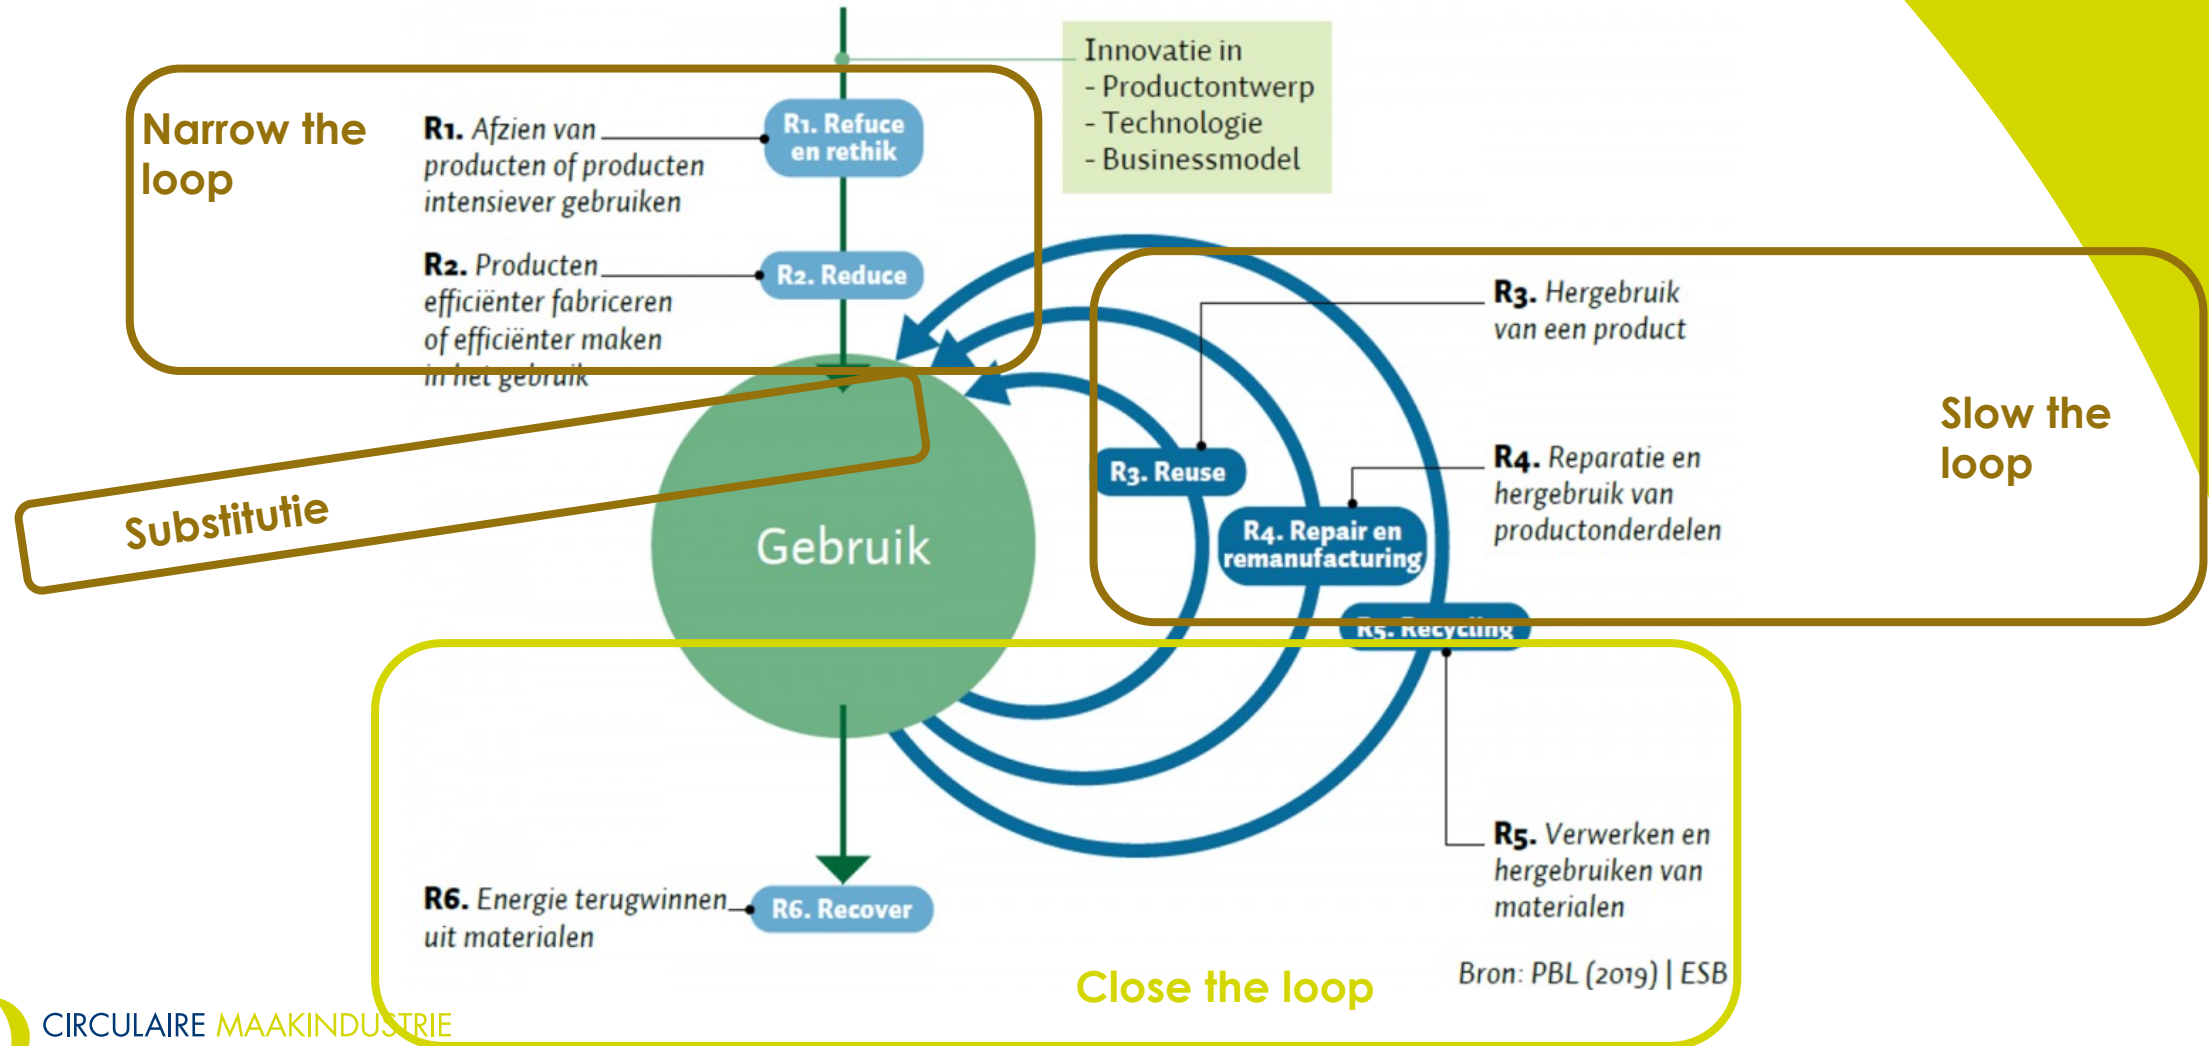 Innovatie in
- Productontwerp
- Technologie
- Businessmodel
Narrow the
loop
R1. Afzien van
producten of producten
intensiever gebruiken
R1. Refuce
en rethik
R2. Producten
efficiënter fabriceren
of efficiënter maken
in het gebruik
R2. Reduce
R3. Hergebruik
van een product
Slow the
loop
R3. Reuse
R4. Reparatie en
hergebruik van
productonderdelen
R4. Repair en
remanufacturing
Substitutie
Gebruik
R5. Recycling
R5. Verwerken en
hergebruiken van
materialen
R6. Energie terugwinnen
uit materialen
R6. Recover
Close the loop
Bron: PBL (2019) | ESB
CIRCULAIRE MAAKINDUSTRIE